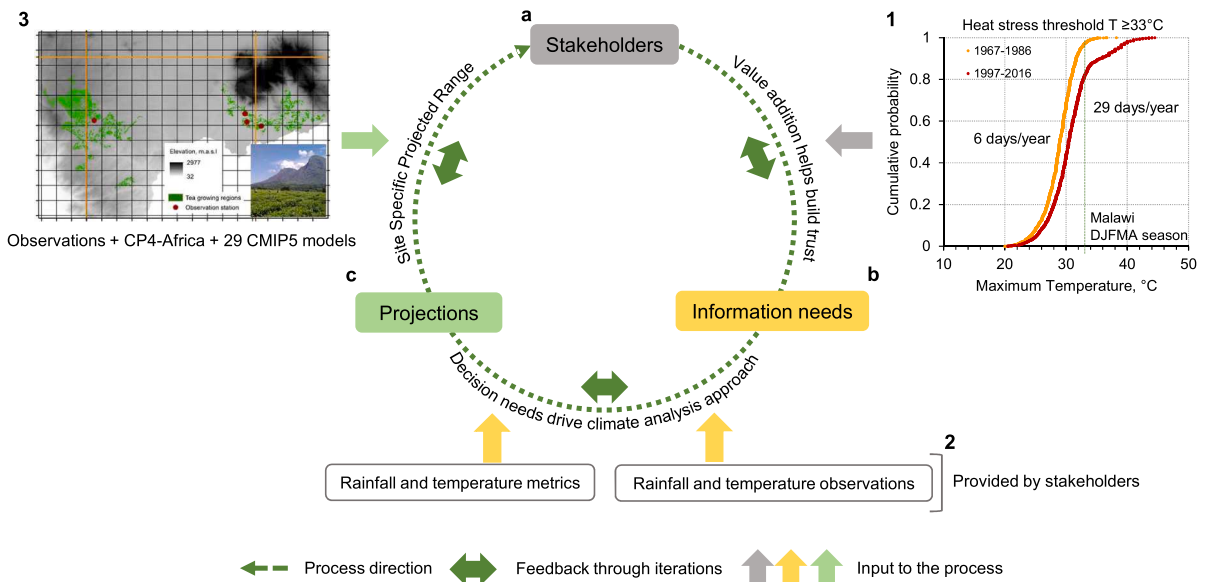 3
a
1
Stakeholders
Heat stress threshold T ≥33°C
1967-1986
1997-2016
1
0.8
0.6
0.4
0.2
0
Cumulative probability
29 days/year
6 days/year
Malawi
DJFMA season
10
20
30
40
50
Maximum Temperature, °C
Elevation, m.a.s.l
2977
32
Tea growing regions
Observation station
Observations + CP4-Africa + 29 CMIP5 models
Site Specific Projected Range
Value addition helps build trust
c
b
Projections
Information needs
Decision needs drive climate analysis approach
2
Rainfall and temperature metrics
Rainfall and temperature observations
Provided by stakeholders
Process direction
Feedback through iterations
Input to the process